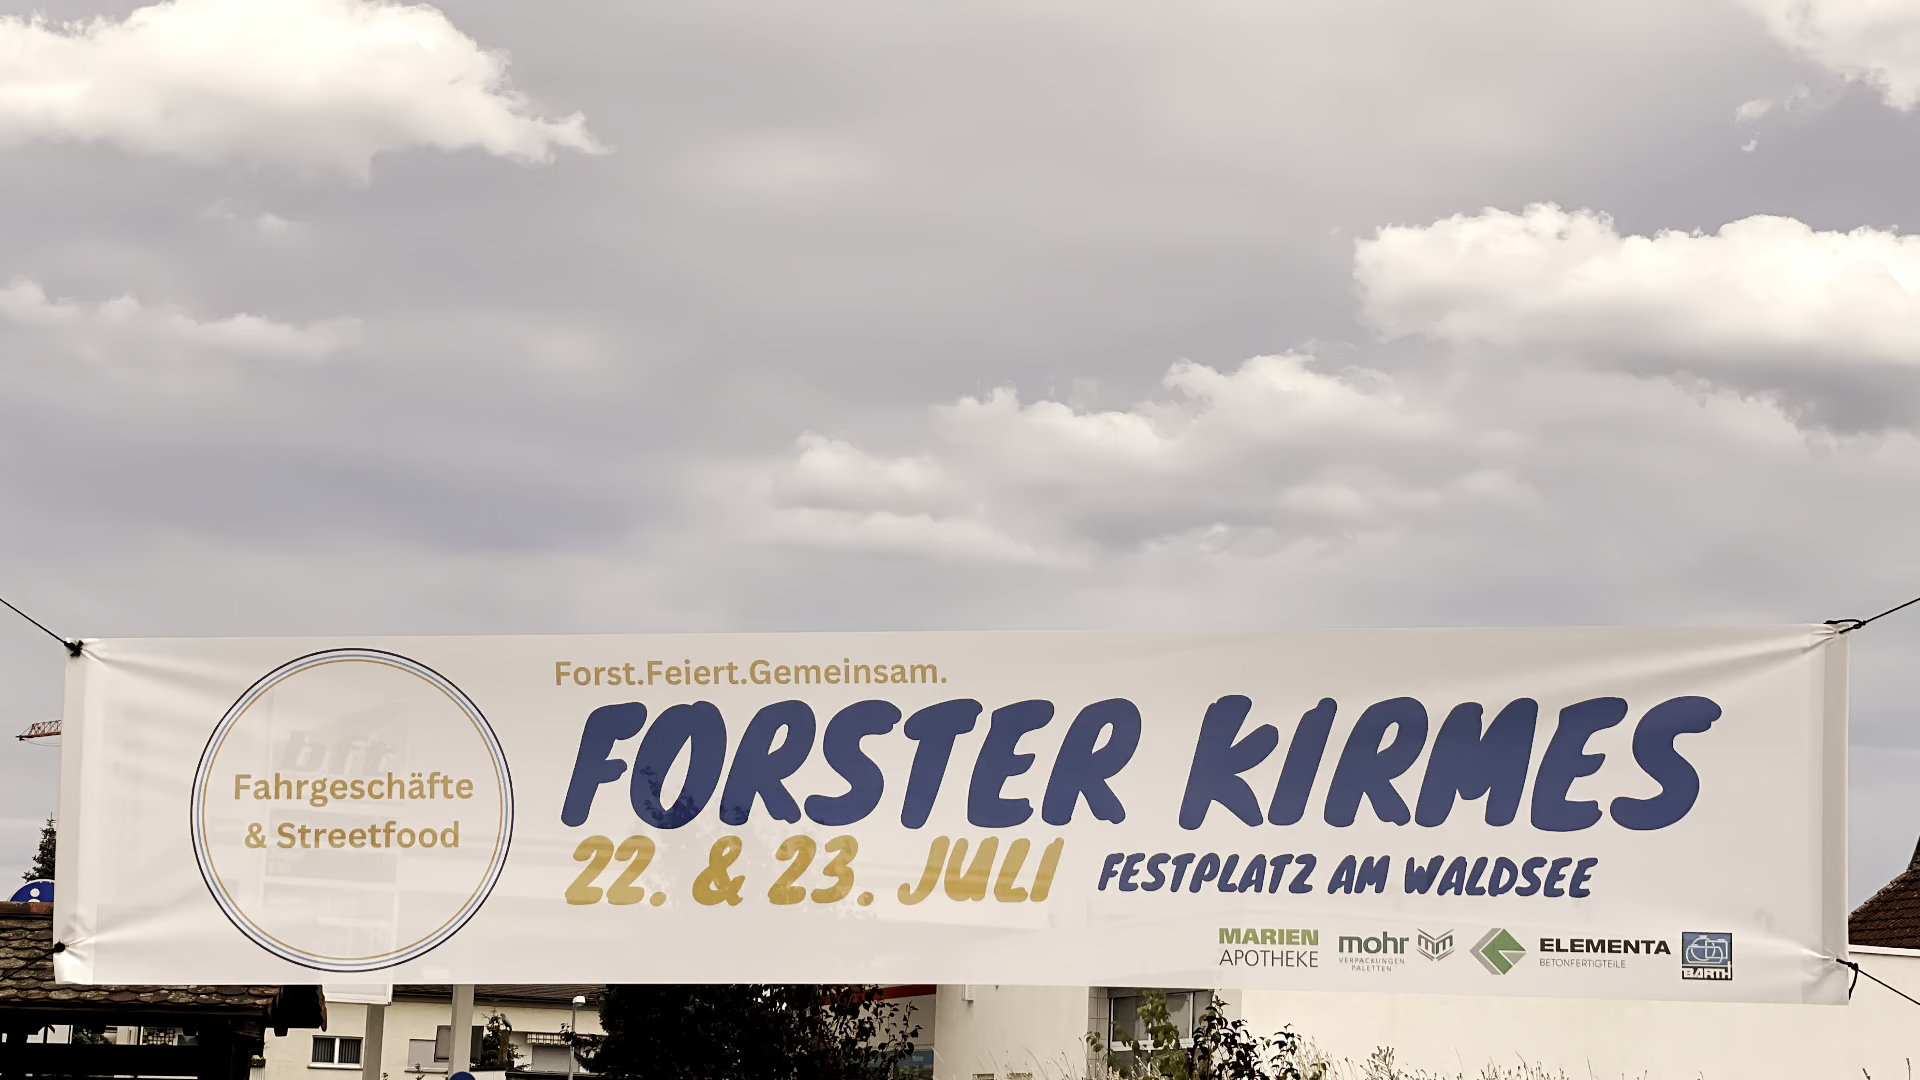 Forst.Feiert.Gemeinsam.
FORSTER KIRMES
22. & 23. JULI
FESTPLATZ AM WALDSEE
Fahrgeschäfte
& Streetfood
bft
MARIEN
APOTHEKE
mohr
VERPACKUNGEN
PALETTEN
ELEMENTA
BETONFERTIGTEILE
BARTH
i